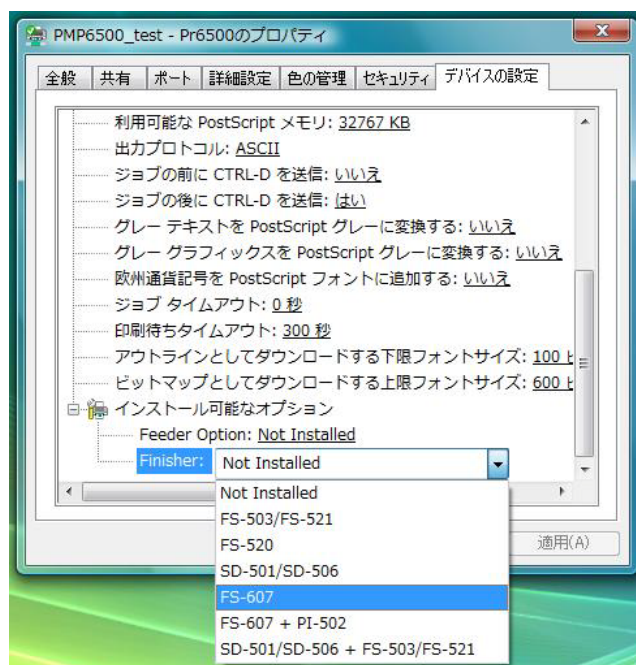 PMP6500_test - Pr6500のプロパティ
全般 共有 ポート 詳細設定 色の管理 セキュリティ デバイスの設定
利用可能な PostScript メモリ: 32767 KB
出力プロトコル: ASCII
ジョブの前に CTRL-D を送信: いいえ
ジョブの後に CTRL-D を送信: はい
グレー テキストを PostScript グレーに変換する: いいえ
グレー グラフィックスを PostScript グレーに変換する: いいえ
欧州通貨記号を PostScript フォントに追加する: いいえ
ジョブ タイムアウト: 0 秒
印刷待ちタイムアウト: 300 秒
アウトラインとしてダウンロードする下限フォントサイズ: 100
ビットマップとしてダウンロードする上限フォントサイズ: 600
インストール可能なオプション
Feeder Option: Not Installed
Finisher: Not Installed
Not Installed
FS-503/FS-521
FS-520
適用(A)
SD-501/SD-506
FS-607
FS-607 + PI-502
SD-501/SD-506 + FS-503/FS-521